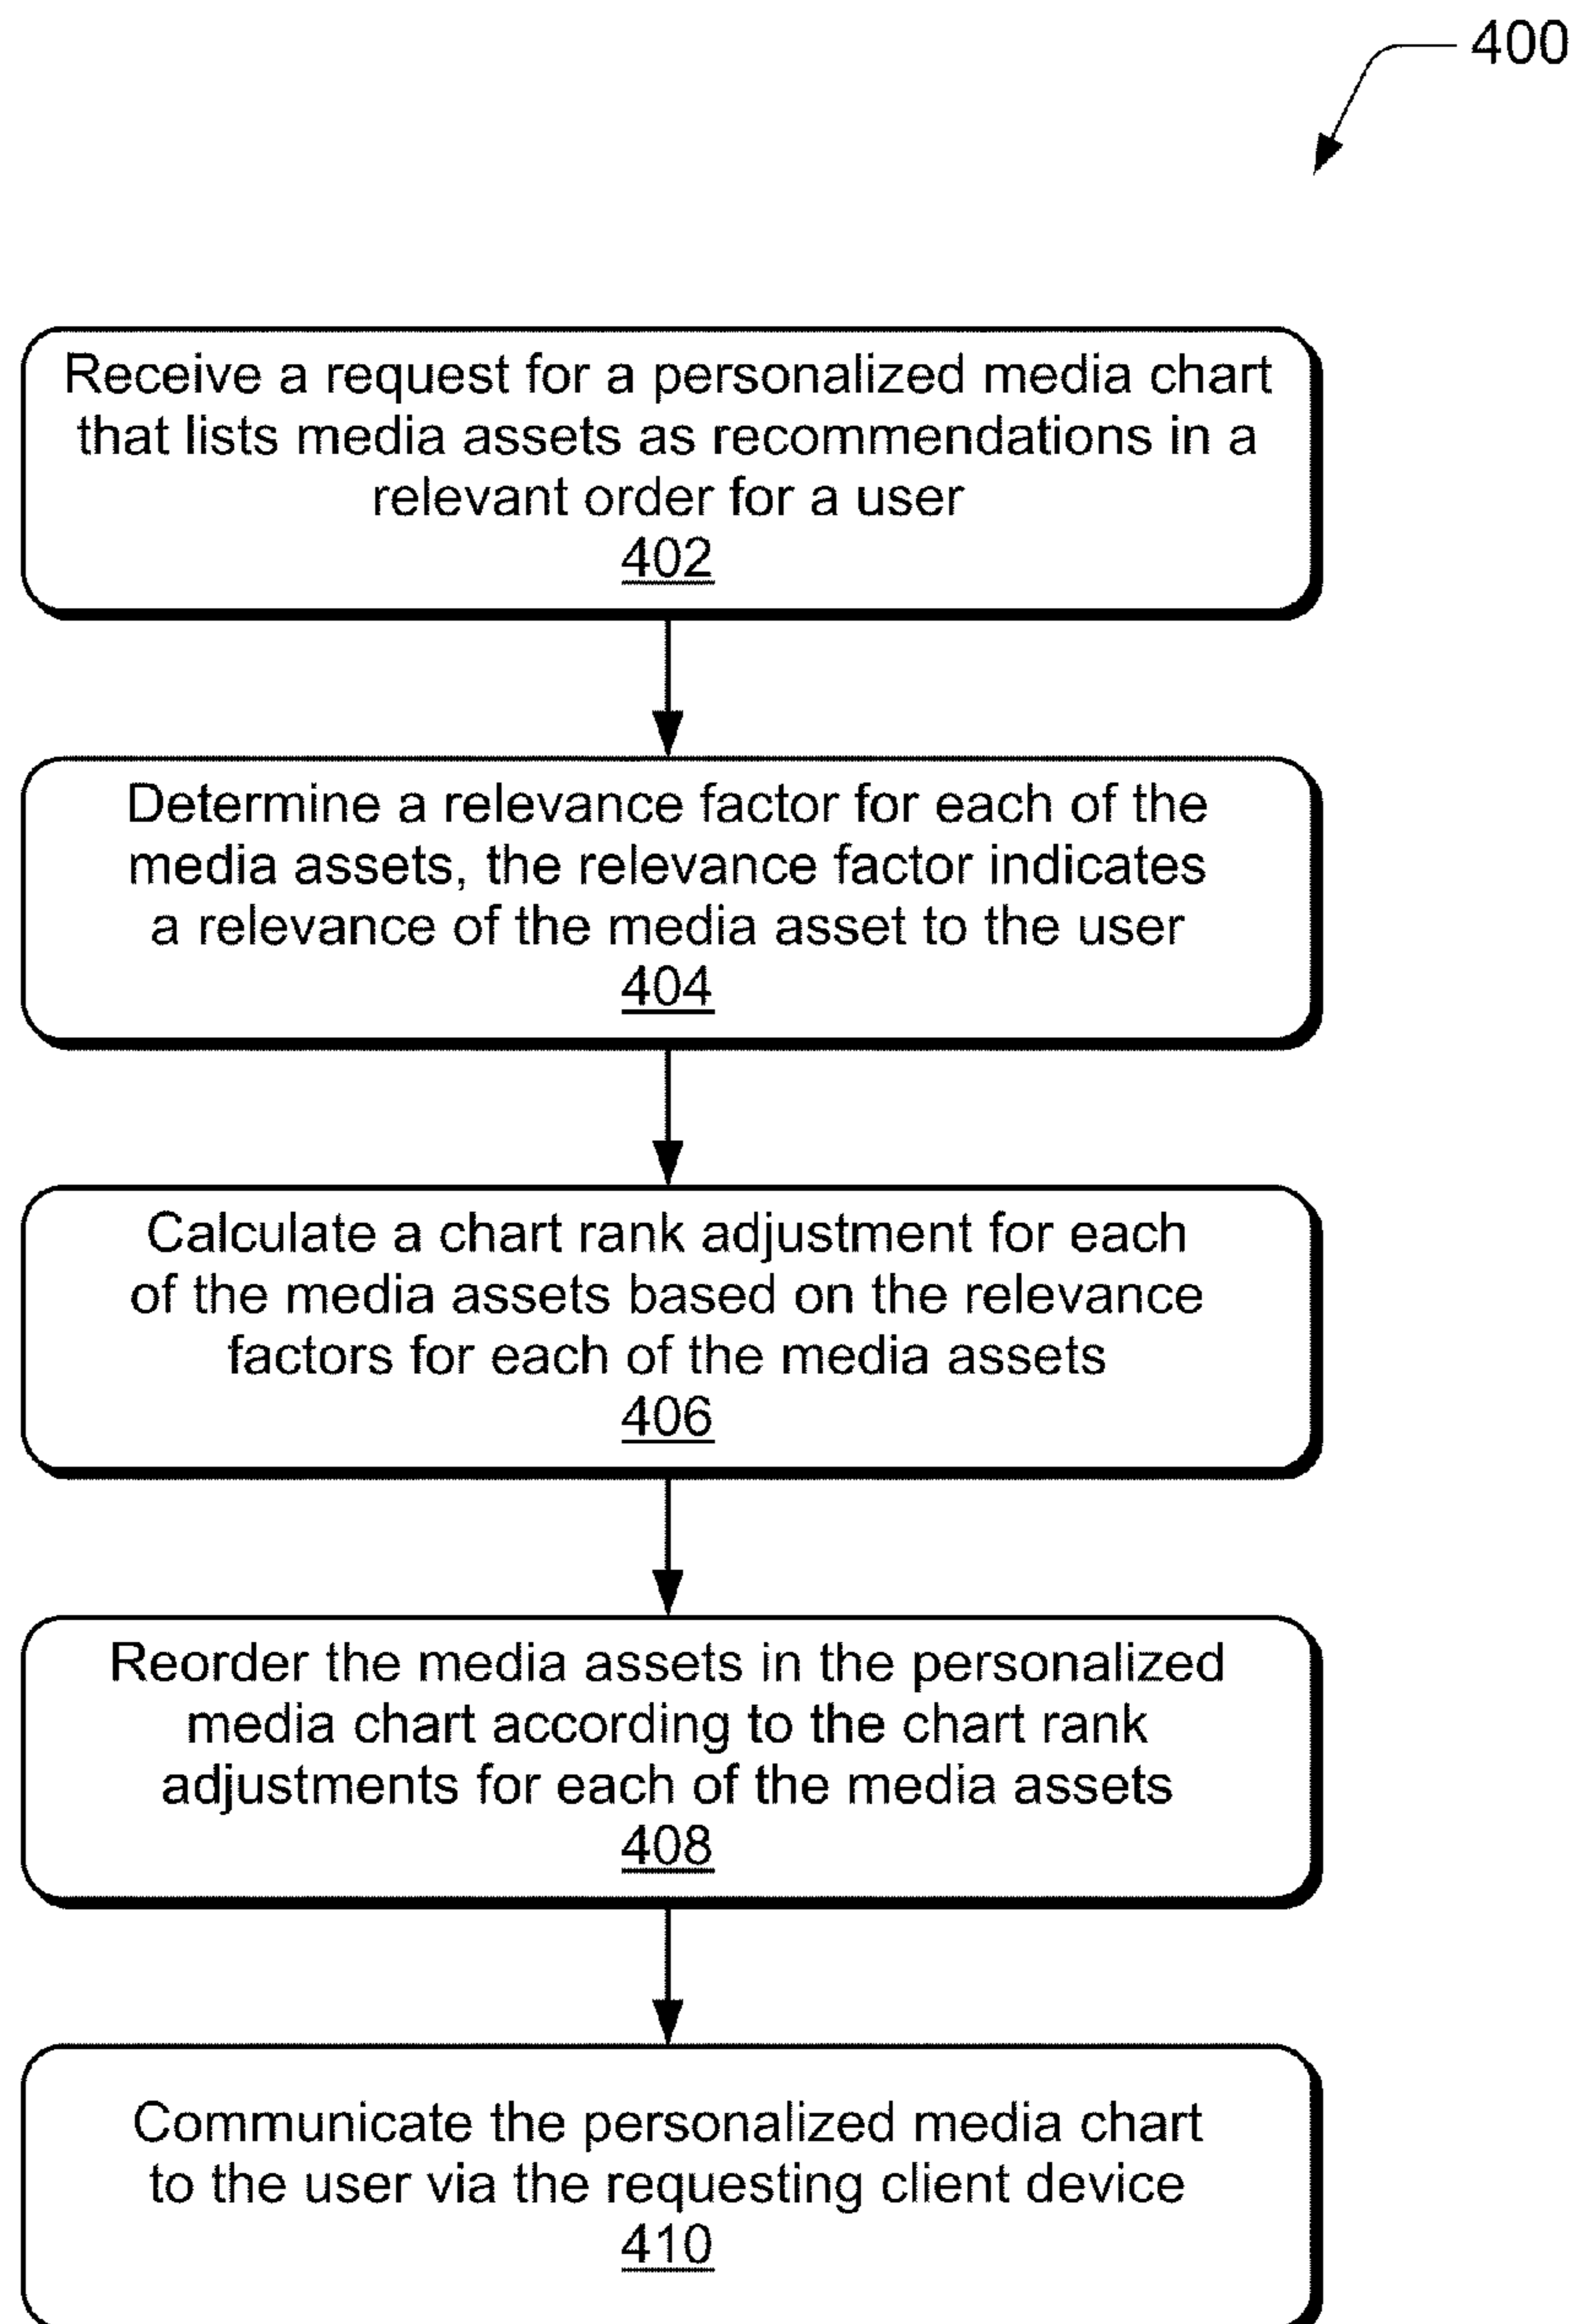 400
Receive a request for a personalized media chart
that lists media assets as recommendations in a
relevant order for a user
402
Determine a relevance factor for each of the
media assets, the relevance factor indicates
a relevance of the media asset to the user
404
Calculate a chart rank adjustment for each
of the media assets based on the relevance
factors for each of the media assets
406
Reorder the media assets in the personalized
media chart according to the chart rank
adjustments for each of the media assets
408
Communicate the personalized media chart
to the user via the requesting client device
410